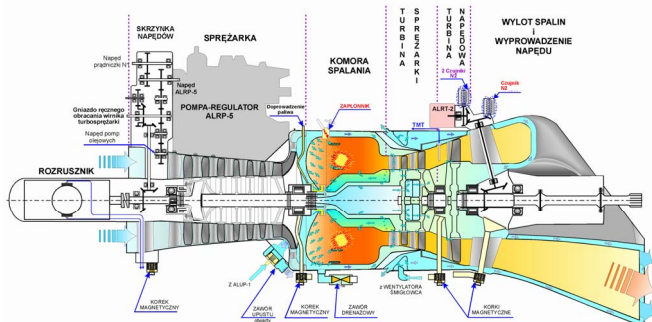 SKRZYNKA
NAPĘDÓW
SPRĘŻARKA
KOMORA
SPALANIA
TURBINA
SPRĘŻARKI
TURBINA
NAPĘDOWA
WYLOT SPALIN
i
WYPROWADZENIE
NAPĘDU
Napęd
prądniczki N1
Napęd
ALRP-5
POMPA-REGULATOR
ALRP-5
Gniazdo ręcznego
obracania wirnika
turbosprężarki
Napęd pomp
olejowych
Doprowadzenie
paliwa
ZAPŁONNIK
2 Czujniki
N2
Czujnik
N2
ALRT-2
TMT
ROZRUSZNIK
KOREK
MAGNETYCZNY
Z ALUP-1
ZAWÓR
UPUSTU
otwarty
KOREK
MAGNETYCZNY
ZAWÓR
DRENAŻOWY
z WENTYLATORA
ŚMIGŁOWCA
KORKI
MAGNETYCZNE